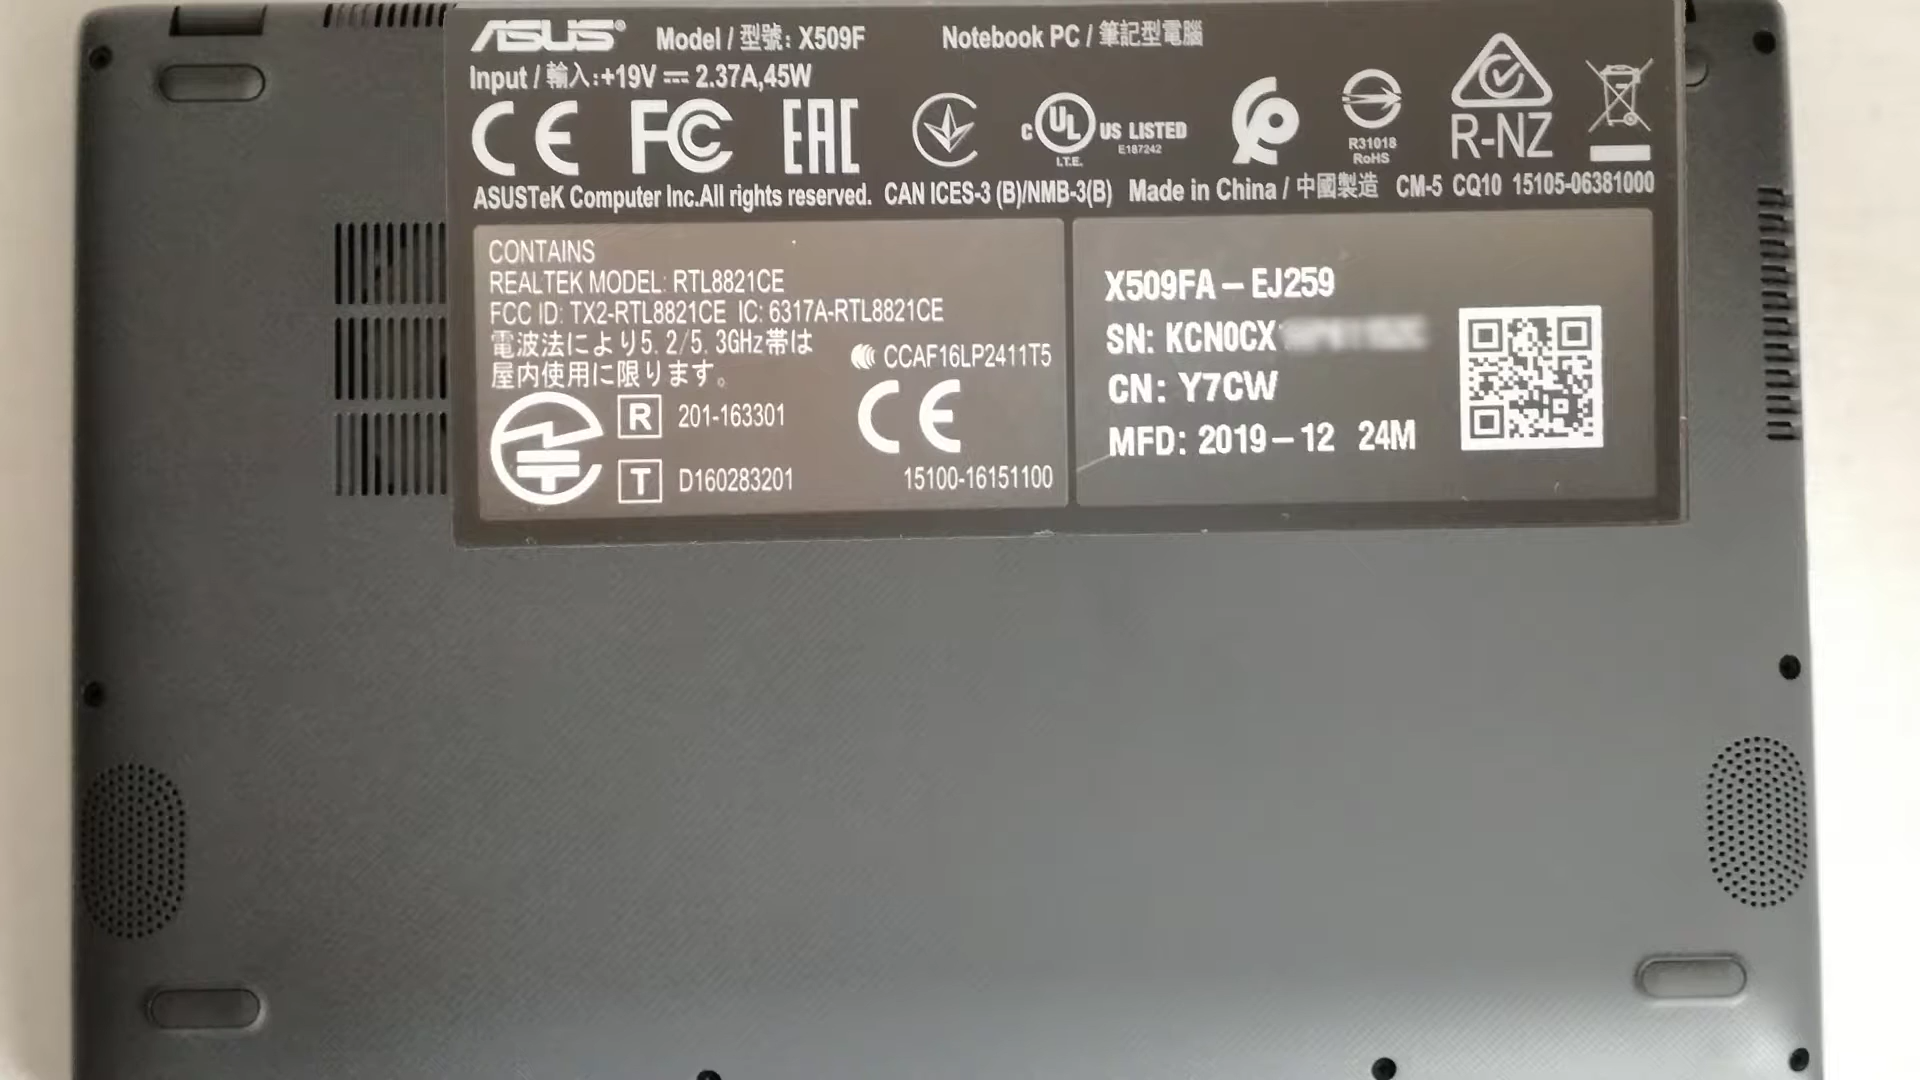 ASUS® Model / 型號: X509F Notebook PC / 筆記型電腦
Input / 輸入:+19V ⎓ 2.37A,45W
CE FC EAC C UL US LISTED
I.T.E. E187242
R31018
RoHS
R-NZ
ASUSTeK Computer Inc.All rights reserved. CAN ICES-3 (B)/NMB-3(B) Made in China / 中國製造 CM-5 CQ10 15105-06381000
CONTAINS
REALTEK MODEL: RTL8821CE
FCC ID: TX2-RTL8821CE IC: 6317A-RTL8821CE
電波法により5.2/5.3GHz帯は
屋内使用に限ります。
CCAF16LP2411T5
R 201-163301
CE
T D160283201
15100-16151100
X509FA-EJ259
SN: KCN0CX
CN: Y7CW
MFD: 2019-12 24M